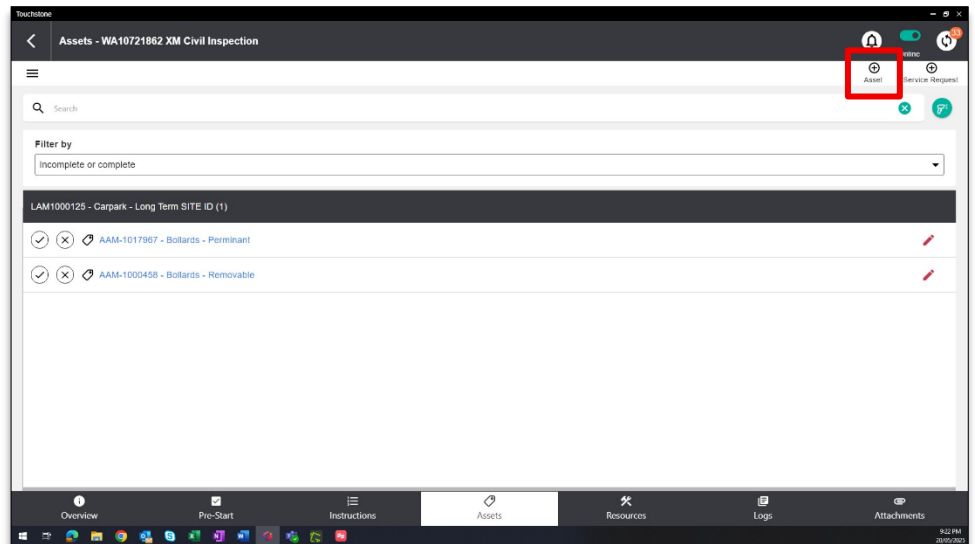 Touchstone
Assets - WA10721862 XM Civil Inspection
33
nline
Asset
Service Request
Search
Filter by
Incomplete or complete
LAM1000125 - Carpark - Long Term SITE ID (1)
AAM-1017967 - Bollards - Perminant
AAM-1000458 - Bollards - Removable
Overview
Pre-Start
Instructions
Assets
Resources
Logs
Attachments
9:22 PM
20/05/2025